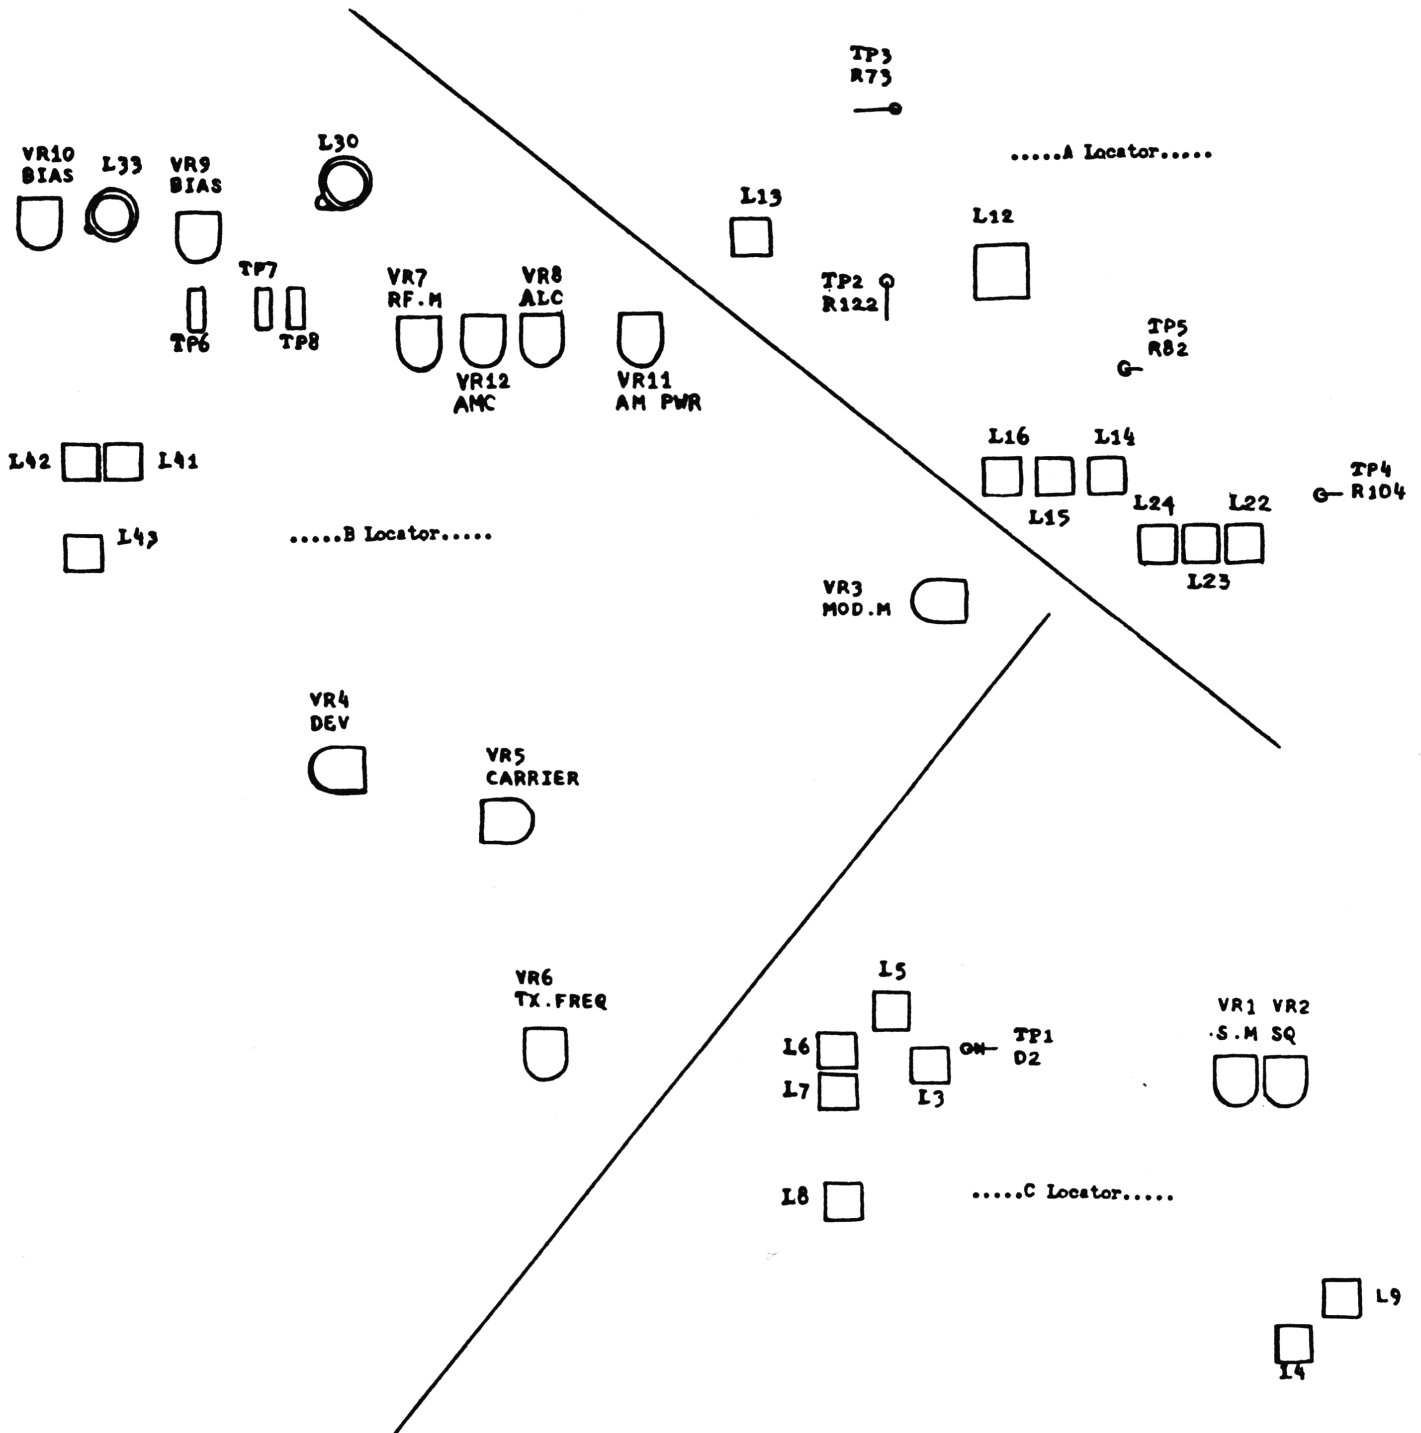 TP3
R73
.....A Locator.....
VR10
BIAS
L33
VR9
BIAS
L30
L13
L12
TP7
TP6
TP8
VR7
RF.M
VR8
ALC
VR12
AMC
VR11
AM PWR
TP2
R122
TP5
R82
L42
L41
L43
.....B Locator.....
L16
L14
L15
L24
L22
L23
TP4
R104
VR3
MOD.M
VR4
DEV
VR5
CARRIER
VR6
TX.FREQ
L5
L6
L7
L3
TP1
D2
VR1 VR2
.S.M SQ
L8
.....C Locator.....
L9
L4